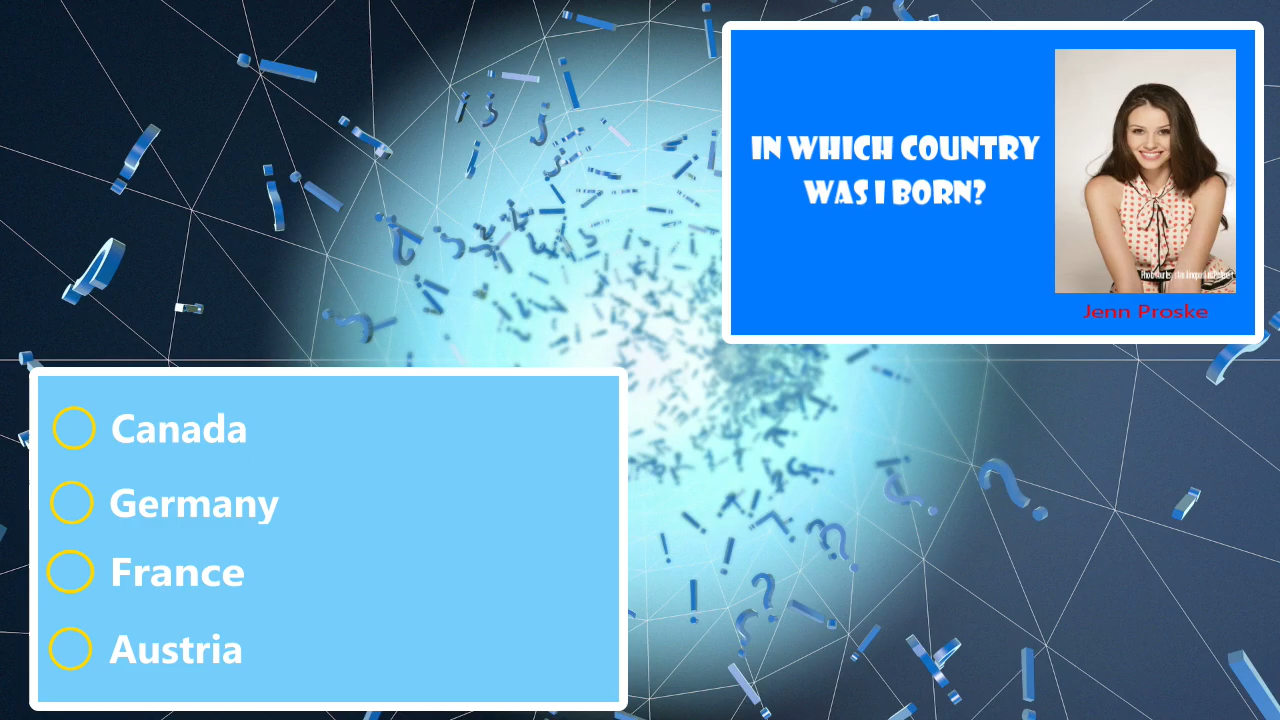 IN WHICH COUNTRY
WAS I BORN?
Jenn Proske
Canada
Germany
France
Austria